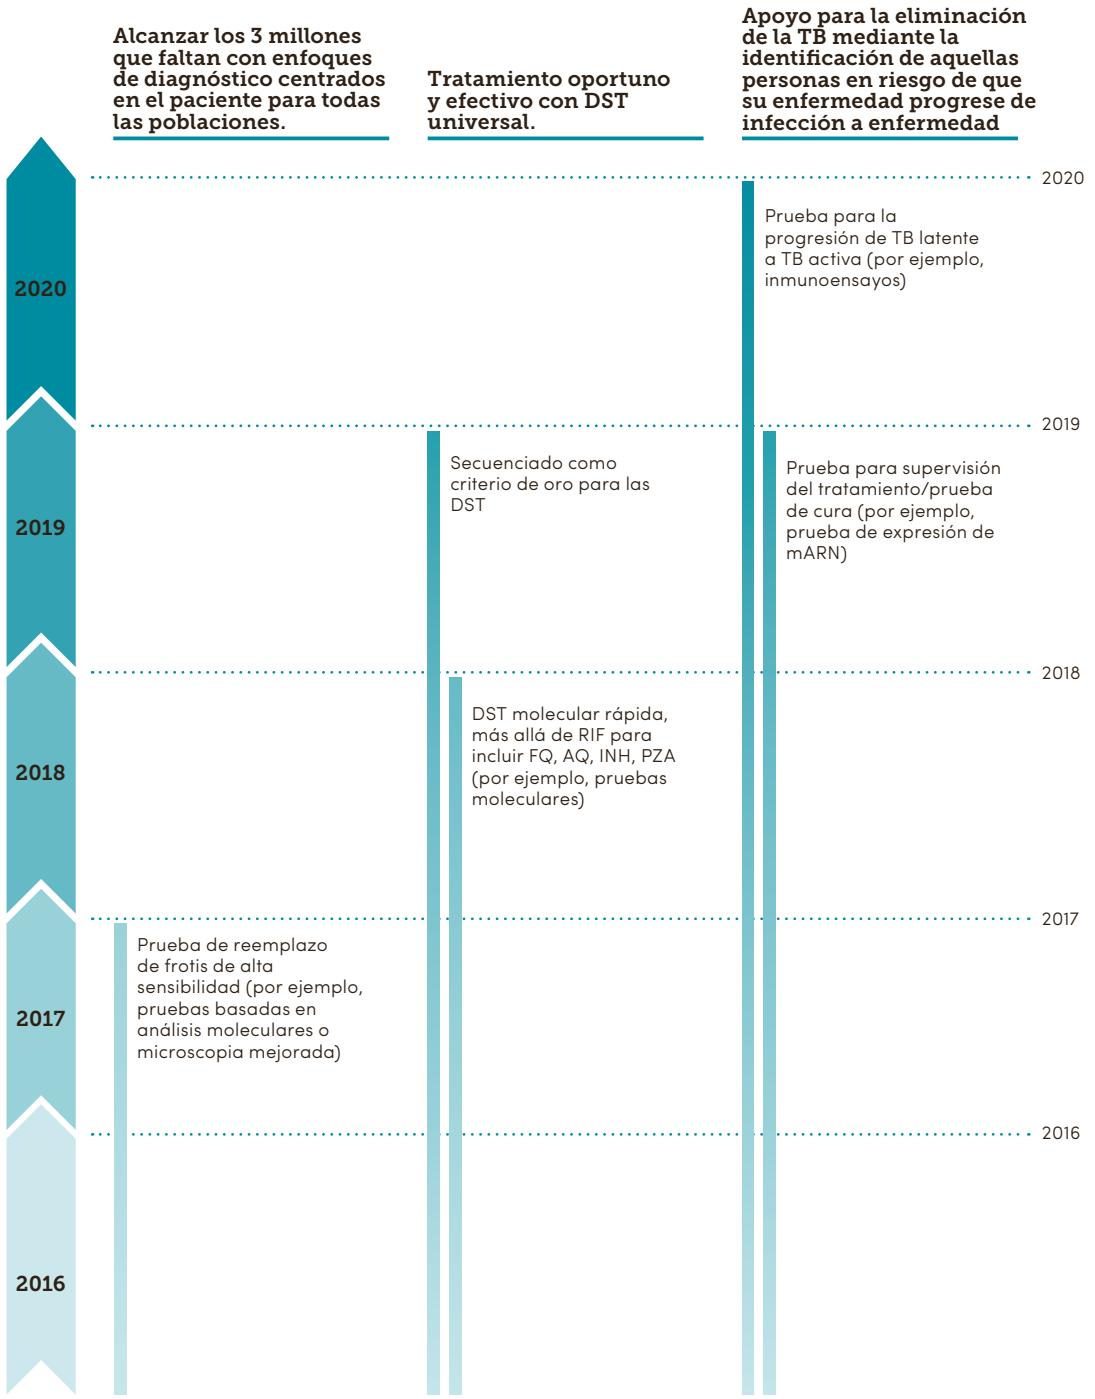 Alcanzar los 3 millones
que faltan con enfoques
de diagnóstico centrados
en el paciente para todas
las poblaciones.
Tratamiento oportuno
y efectivo con DST
universal.
Apoyo para la eliminación
de la TB mediante la
identificación de aquellas
personas en riesgo de que
su enfermedad progrese de
infección a enfermedad
2020
Prueba para la
progresión de TB latente
a TB activa (por ejemplo,
inmunoensayos)
2020
2019
Secuenciado como
criterio de oro para las
DST
Prueba para supervisión
del tratamiento/prueba
de cura (por ejemplo,
prueba de expresión de
mARN)
2019
2018
DST molecular rápida,
más allá de RIF para
incluir FQ, AQ, INH, PZA
(por ejemplo, pruebas
moleculares)
2018
2017
Prueba de reemplazo
de frotis de alta
sensibilidad (por ejemplo,
pruebas basadas en
análisis moleculares o
microscopia mejorada)
2017
2016
2016